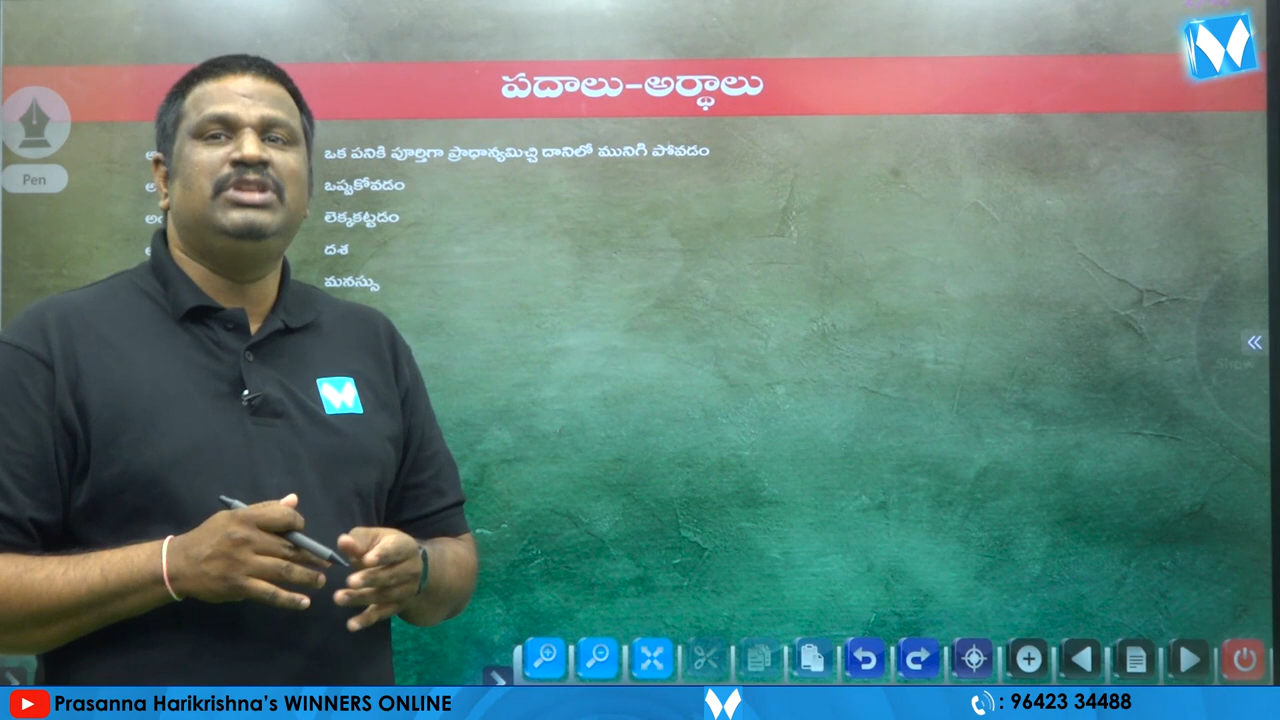 పదాలు-అర్థాలు
Pen
ఒక పనికి పూర్తిగా ప్రాధాన్యమిచ్చి దానిలో మునిగి పోవడం
ఒప్పకోవడం
లెక్కకట్టడం
దశ
మనస్సు
Prasanna Harikrishna's WINNERS ONLINE
: 96423 34488